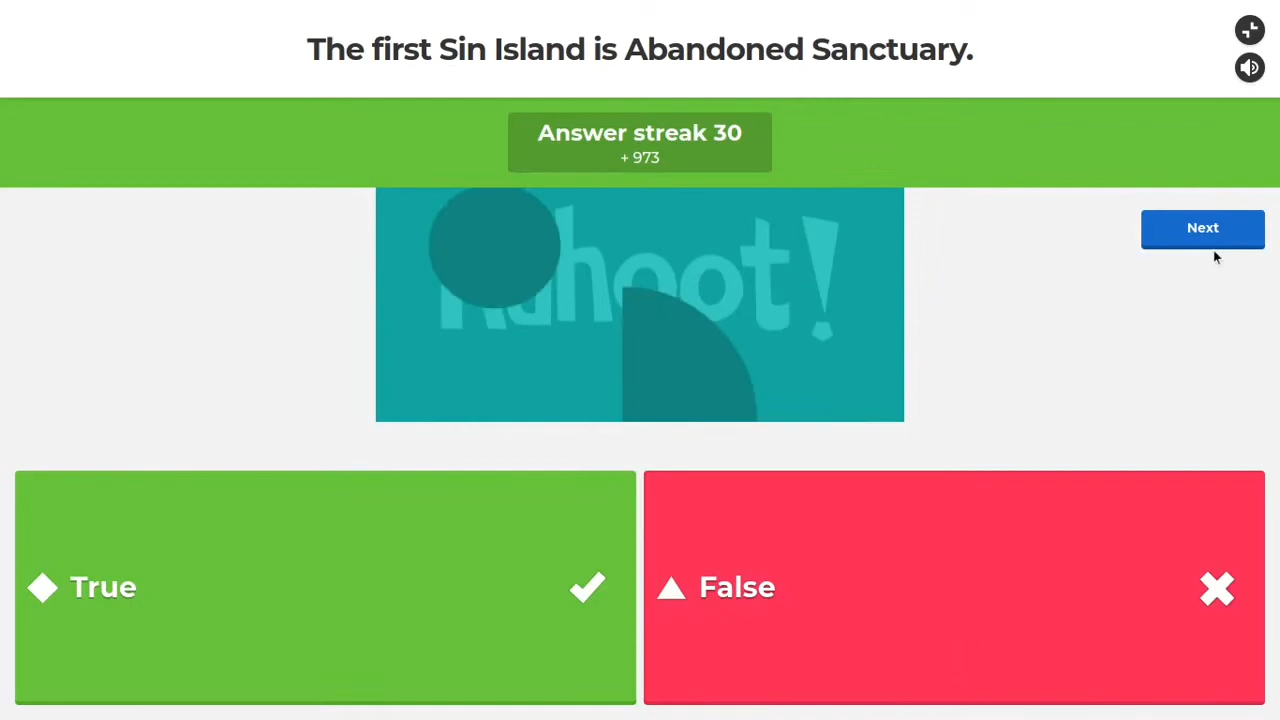 The first Sin Island is Abandoned Sanctuary.
Answer streak 30
+ 973
Kahoot!
Next
True
False